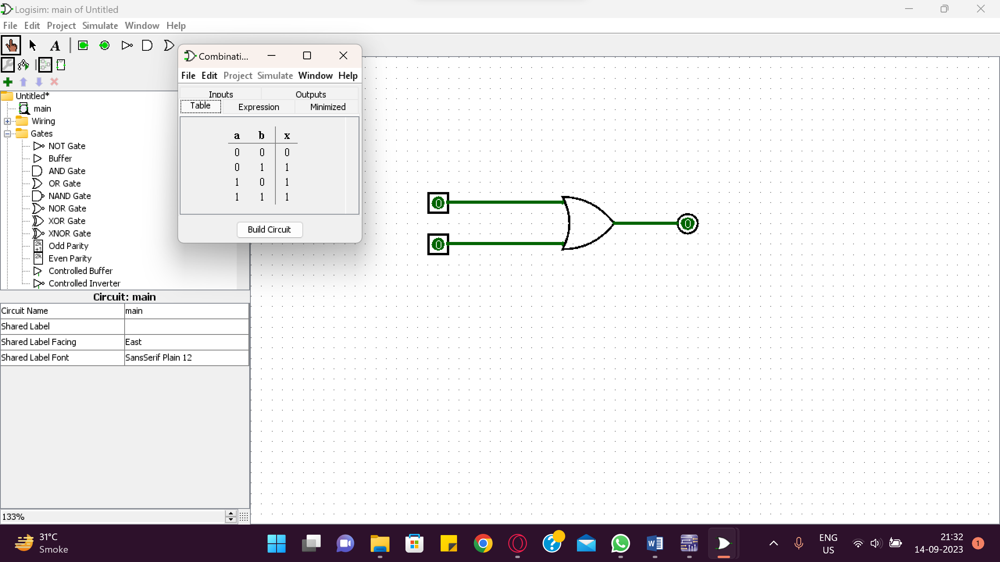 Logisim: main of Untitled
File Edit Project Simulate Window Help
A
Combinati...
File Edit Project Simulate Window Help
Inputs Outputs
Table Expression Minimized
a b x
0 0 0
0 1 1
1 0 1
1 1 1
Build Circuit
Untitled*
main
Wiring
Gates
NOT Gate
Buffer
AND Gate
OR Gate
NAND Gate
NOR Gate
XOR Gate
XNOR Gate
2k
+1
Odd Parity
2k
Even Parity
Controlled Buffer
Controlled Inverter
0
0
0
Circuit: main
Circuit Name main
Shared Label
Shared Label Facing East
Shared Label Font SansSerif Plain 12
133%
31°C
Smoke
?
W
ENG
US
21:32
14-09-2023
1